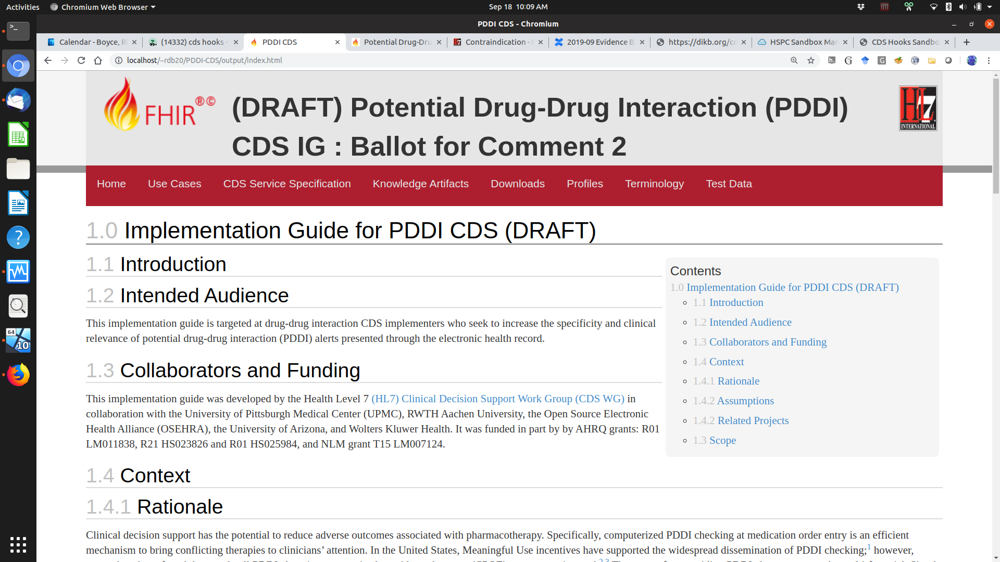 Activities Chromium Web Browser Sep 18 10:09 AM
PDDI CDS - Chromium
Calendar - Boyce, Ri (14332) cds hooks - PDDI CDS Potential Drug-Dru Contraindication - 2019-09 Evidence B https://dikb.org/cd HSPC Sandbox Man CDS Hooks Sandbo
localhost/~rdb20/PDDI-CDS/output/index.html
FHIR®© (DRAFT) Potential Drug-Drug Interaction (PDDI)
CDS IG : Ballot for Comment 2
HL7 INTERNATIONAL
Home Use Cases CDS Service Specification Knowledge Artifacts Downloads Profiles Terminology Test Data
1.0 Implementation Guide for PDDI CDS (DRAFT)
1.1 Introduction
1.2 Intended Audience
This implementation guide is targeted at drug-drug interaction CDS implementers who seek to increase the specificity and clinical
relevance of potential drug-drug interaction (PDDI) alerts presented through the electronic health record.
1.3 Collaborators and Funding
This implementation guide was developed by the Health Level 7 (HL7) Clinical Decision Support Work Group (CDS WG) in
collaboration with the University of Pittsburgh Medical Center (UPMC), RWTH Aachen University, the Open Source Electronic
Health Alliance (OSEHRA), the University of Arizona, and Wolters Kluwer Health. It was funded in part by by AHRQ grants: R01
LM011838, R21 HS023826 and R01 HS025984, and NLM grant T15 LM007124.
Contents
1.0 Implementation Guide for PDDI CDS (DRAFT)
1.1 Introduction
1.2 Intended Audience
1.3 Collaborators and Funding
1.4 Context
1.4.1 Rationale
1.4.2 Assumptions
1.4.2 Related Projects
1.3 Scope
1.4 Context
1.4.1 Rationale
Clinical decision support has the potential to reduce adverse outcomes associated with pharmacotherapy. Specifically, computerized PDDI checking at medication order entry is an efficient
mechanism to bring conflicting therapies to clinicians’ attention. In the United States, Meaningful Use incentives have supported the widespread dissemination of PDDI checking;1 however,